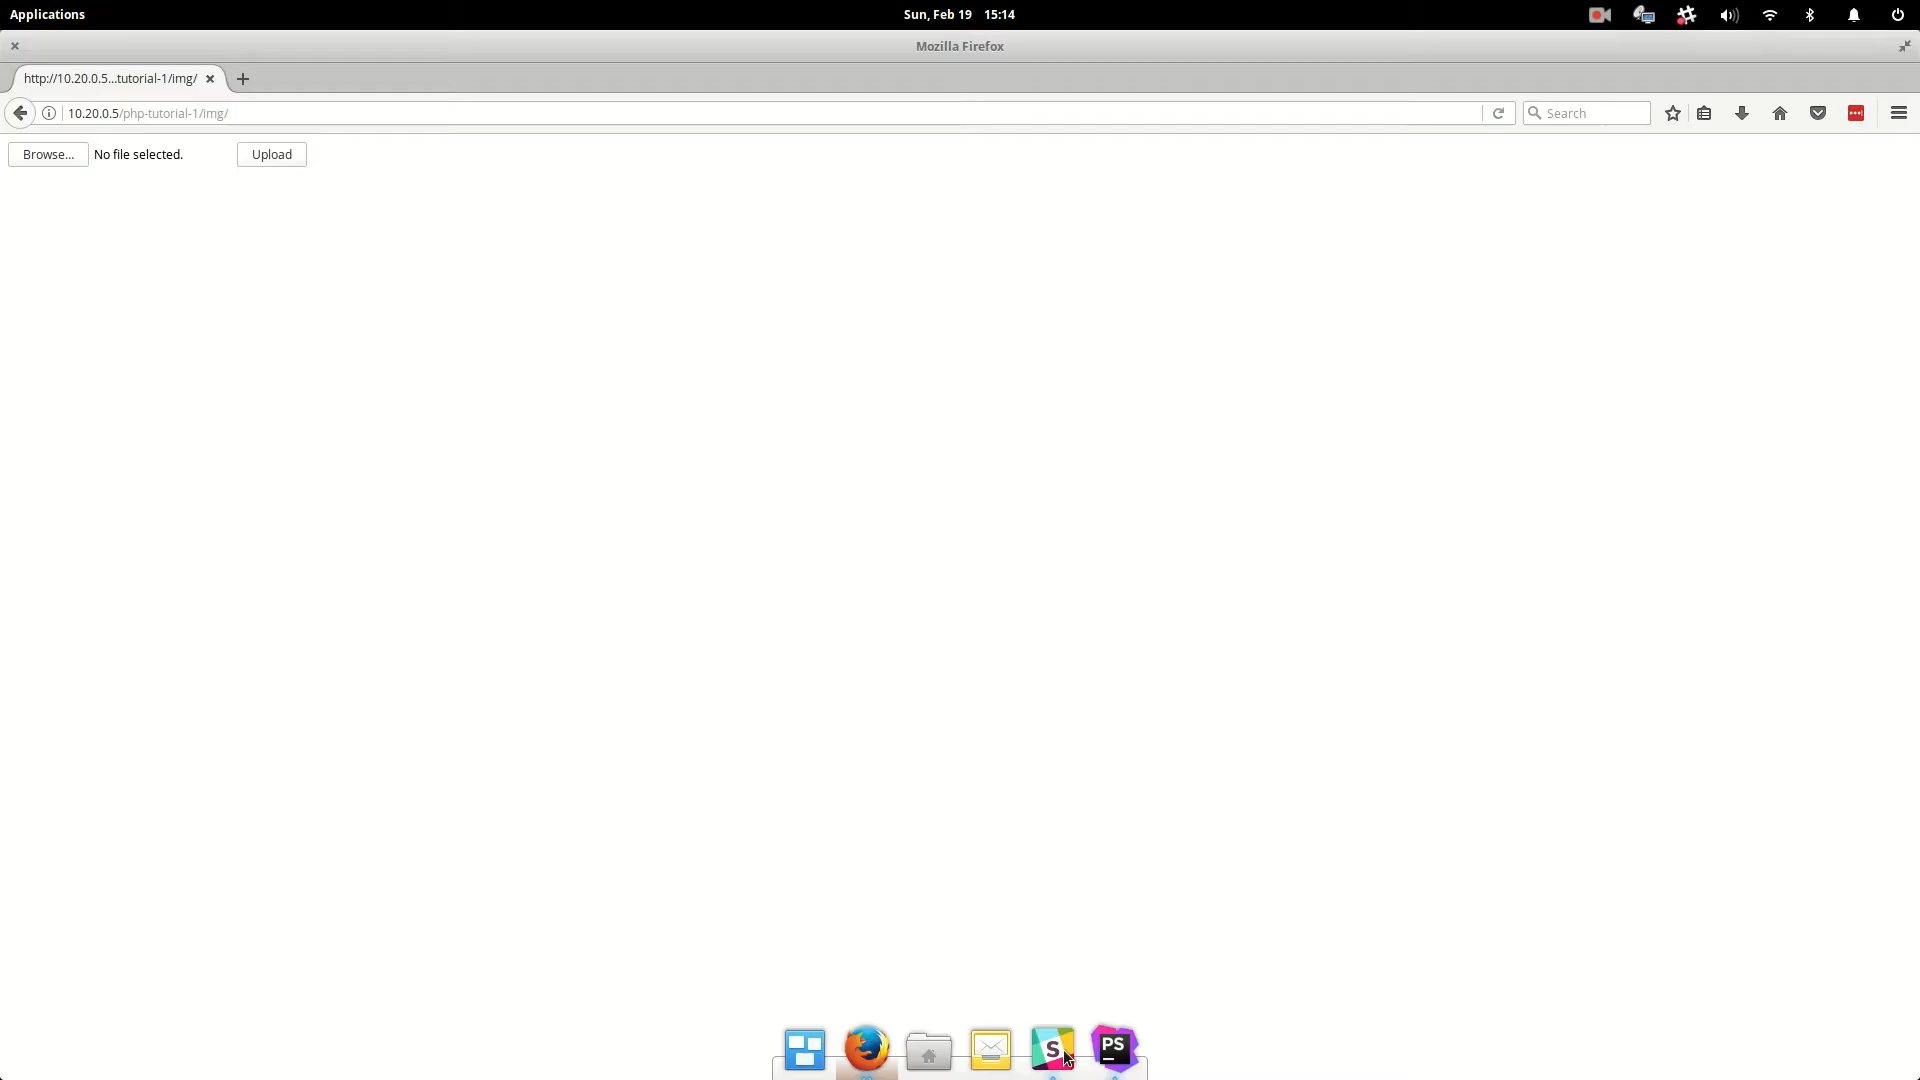 Applications
Sun, Feb 19 15:14
Mozilla Firefox
http://10.20.0.5...tutorial-1/img/
10.20.0.5/php-tutorial-1/img/
Search
Browse... No file selected. Upload
S
PS